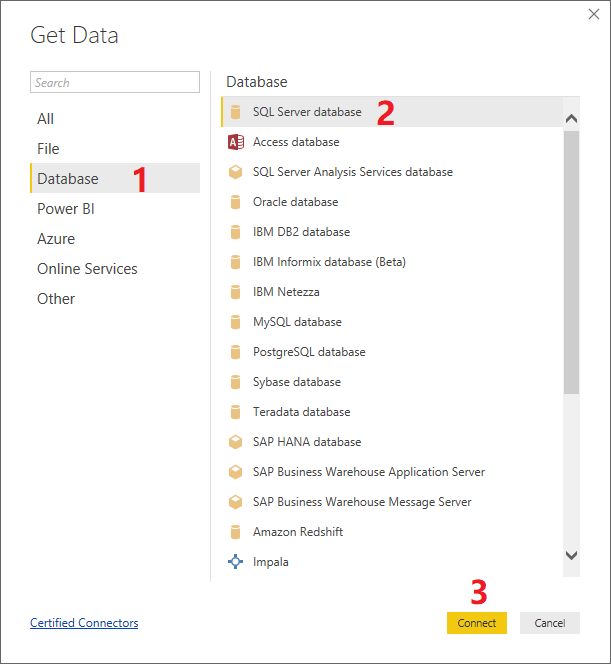 Get Data
Search
All
File
Database 1
Power BI
Azure
Online Services
Other
Database
SQL Server database 2
A Access database
SQL Server Analysis Services database
Oracle database
IBM DB2 database
IBM Informix database (Beta)
IBM Netezza
MySQL database
PostgreSQL database
Sybase database
Teradata database
SAP HANA database
SAP Business Warehouse Application Server
SAP Business Warehouse Message Server
Amazon Redshift
Impala
3
Certified Connectors
Connect
Cancel